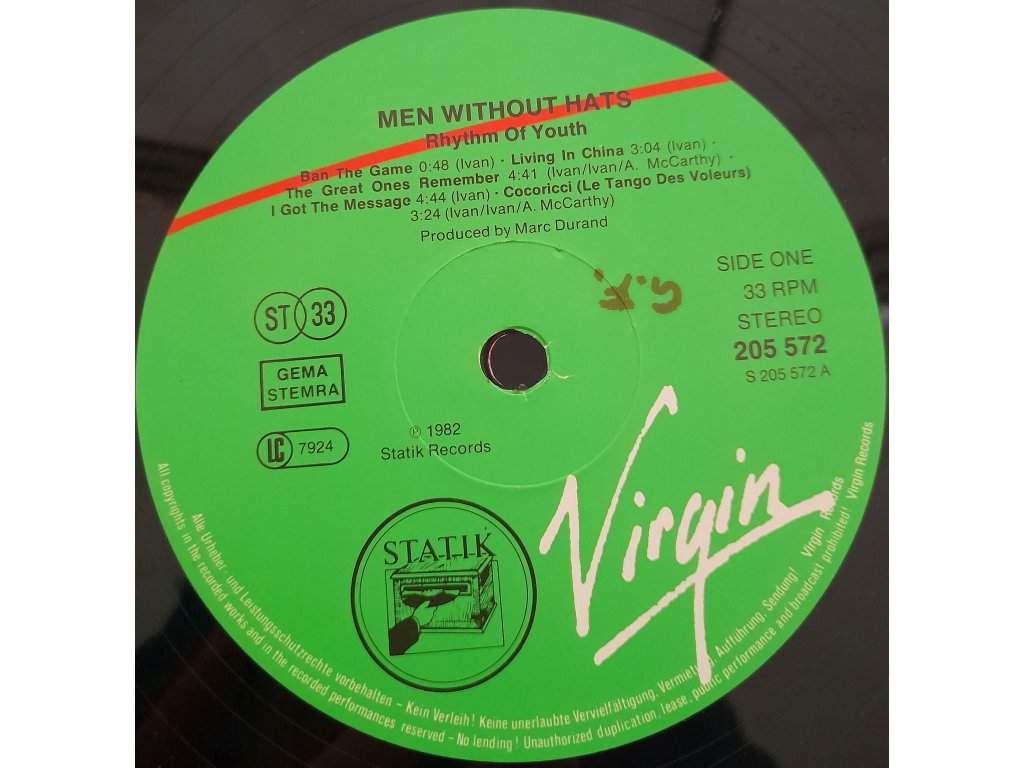 MEN WITHOUT HATS
Rhythm Of Youth
Ban The Game 0:48 (Ivan) · Living In China 3:04 (Ivan) ·
The Great Ones Remember 4:41 (Ivan/Ivan/A. McCarthy) ·
I Got The Message 4:44 (Ivan) · Cocoricci (Le Tango Des Voleurs)
3:24 (Ivan/Ivan/A. McCarthy)
Produced by Marc Durand
SIDE ONE
33 RPM
STEREO
205 572
S 205 572 A
ST 33
GEMA
STEMRA
LC 7924
℗ 1982
Statik Records
STATIK
Virgin
Alle Urheber- und Leistungsschutzrechte vorbehalten – Kein Verleih! Keine unerlaubte Vervielfältigung, Vermietung, Aufführung, Sendung! Virgin Records
All copyrights in the recorded works and in the recorded performances reserved – No lending! Unauthorized duplication, lease, public performance and broadcast prohibited! Virgin Records